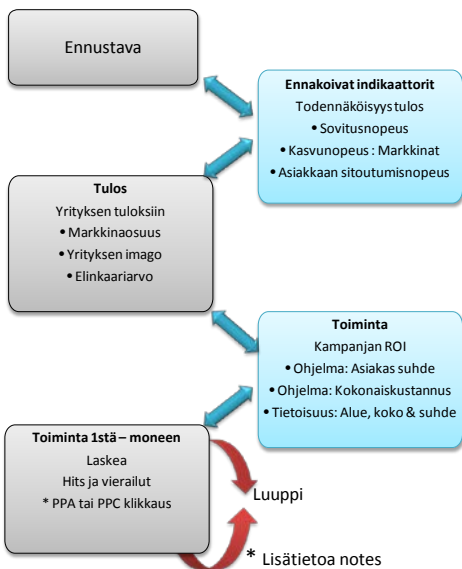 Ennustava
Ennakoivat indikaattorit
Todennäköisyys tulos
• Sovitusnopeus
• Kasvunopeus : Markkinat
• Asiakkaan sitoutumisnopeus
Tulos
Yrityksen tuloksiin
• Markkinaosuus
• Yrityksen imago
• Elinkaariarvo
Toiminta
Kampanjan ROI
• Ohjelma: Asiakas suhde
• Ohjelma: Kokonaiskustannus
• Tietoisuus: Alue, koko & suhde
Toiminta 1stä – moneen
Laskea
Hits ja vierailut
* PPA tai PPC klikkaus
Luuppi
* Lisätietoa notes